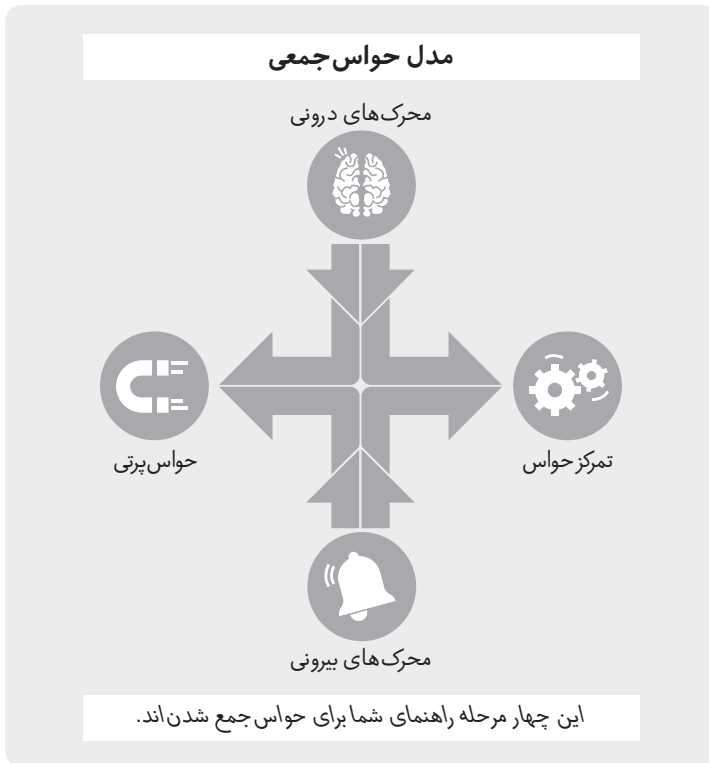 مدل حواس‌جمعی
محرک‌های درونی
حواس‌پرتی
تمرکز حواس
محرک‌های بیرونی
این چهار مرحله راهنمای شما برای حواس‌جمع شدن‌اند.